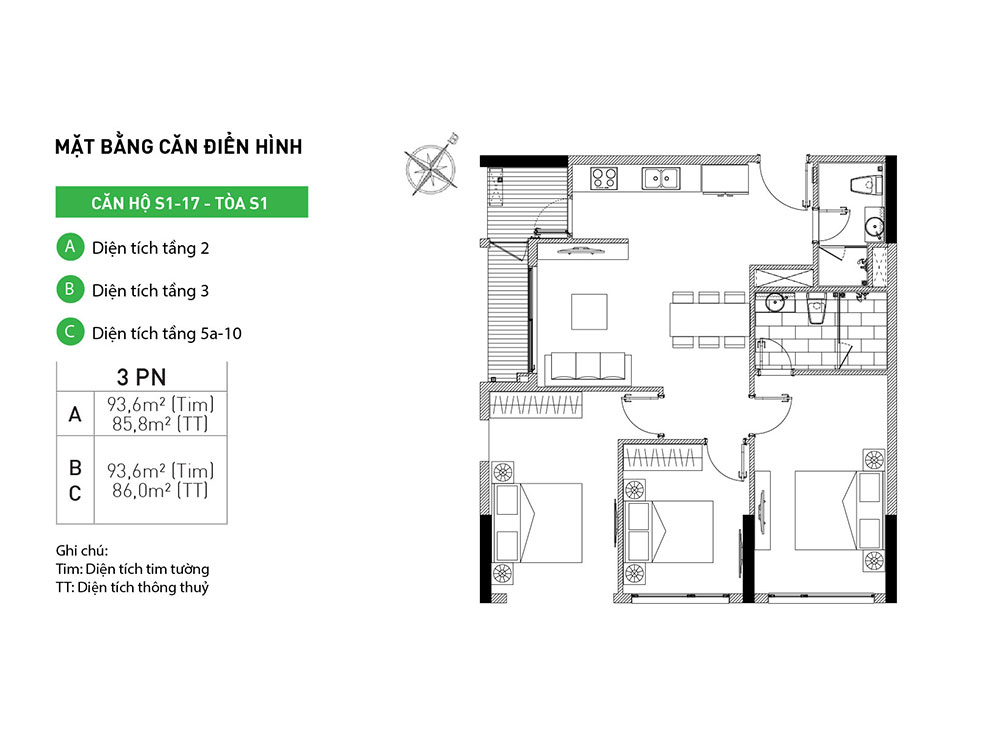 MẶT BẰNG CĂN ĐIỂN HÌNH
CĂN HỘ S1-17 - TÒA S1
A Diện tích tầng 2
B Diện tích tầng 3
C Diện tích tầng 5a-10
3 PN
A 93,6m² (Tim)
85,8m² (TT)
B 93,6m² (Tim)
C 86,0m² (TT)
Ghi chú:
Tim: Diện tích tim tường
TT: Diện tích thông thuỷ
B